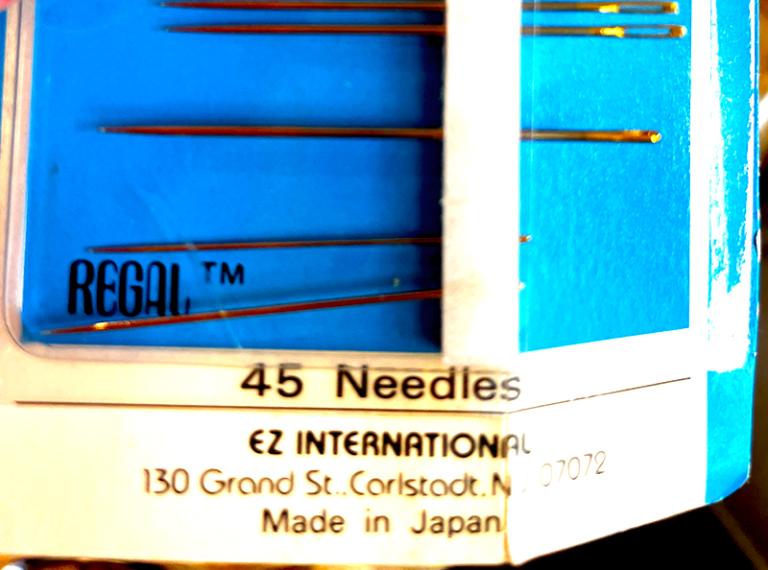 REGAL™
45 Needles
EZ INTERNATIONAL
130 Grand St., Carlstadt, N 07072
Made in Japan